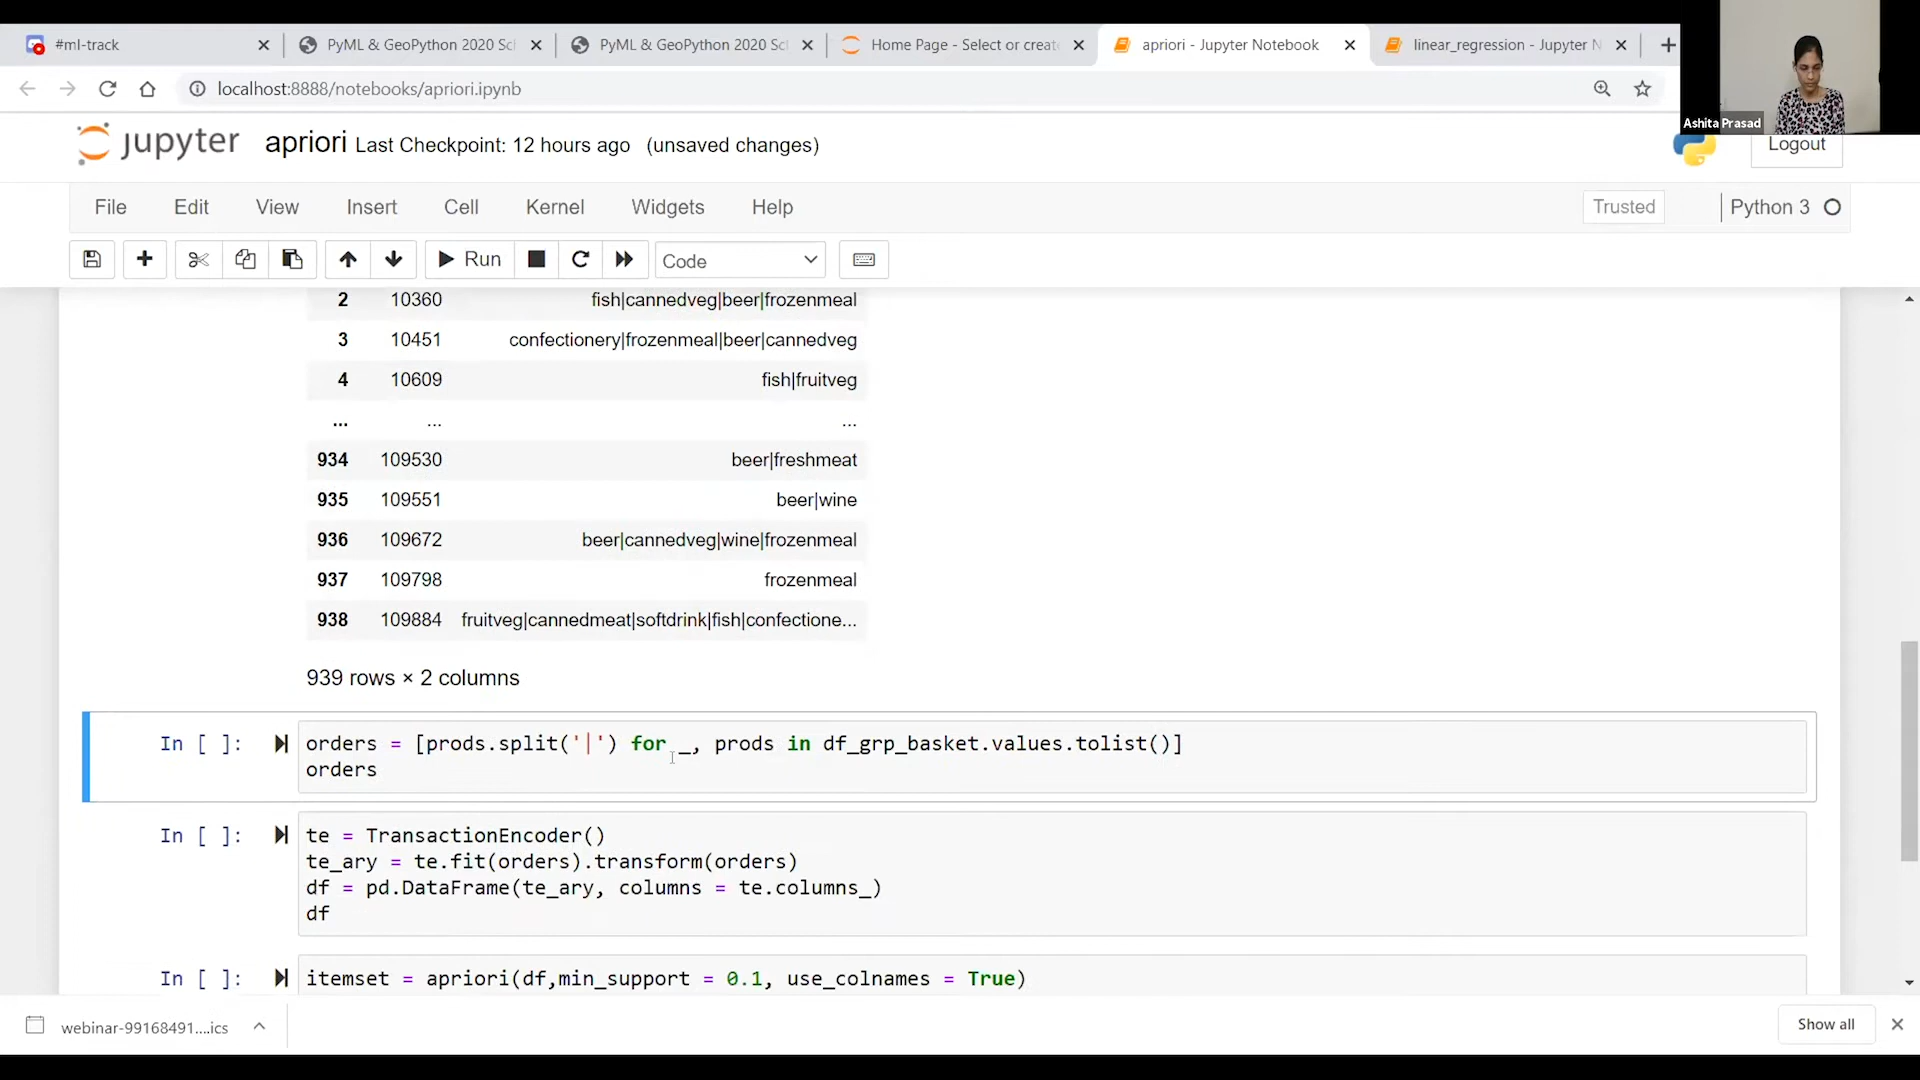 #ml-track
PyML & GeoPython 2020 Sc
PyML & GeoPython 2020 Sc
Home Page - Select or create
apriori - Jupyter Notebook
linear_regression - Jupyter N
localhost:8888/notebooks/apriori.ipynb
Ashita Prasad
jupyter
apriori Last Checkpoint: 12 hours ago (unsaved changes)
Logout
File Edit View Insert Cell Kernel Widgets Help
Trusted
Python 3
Run
Code
2 10360 fish|cannedveg|beer|frozenmeal
3 10451 confectionery|frozenmeal|beer|cannedveg
4 10609 fish|fruitveg
... ... ...
934 109530 beer|freshmeat
935 109551 beer|wine
936 109672 beer|cannedveg|wine|frozenmeal
937 109798 frozenmeal
938 109884 fruitveg|cannedmeat|softdrink|fish|confectione...
939 rows × 2 columns
In [ ]: orders = [prods.split('|') for _, prods in df_grp_basket.values.tolist()]
orders
In [ ]: te = TransactionEncoder()
te_ary = te.fit(orders).transform(orders)
df = pd.DataFrame(te_ary, columns = te.columns_)
df
In [ ]: itemset = apriori(df,min_support = 0.1, use_colnames = True)
webinar-99168491....ics
Show all